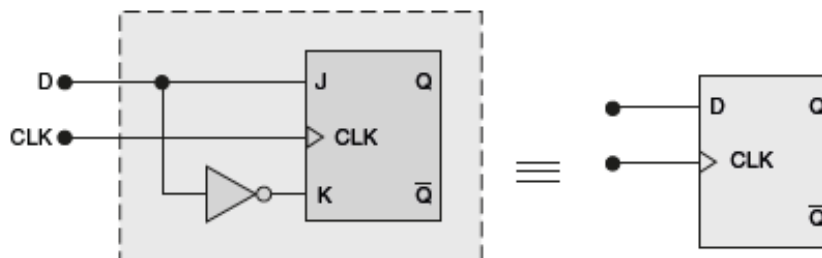 D J Q
CLK CLK
K Q̅
D Q
CLK
Q̅